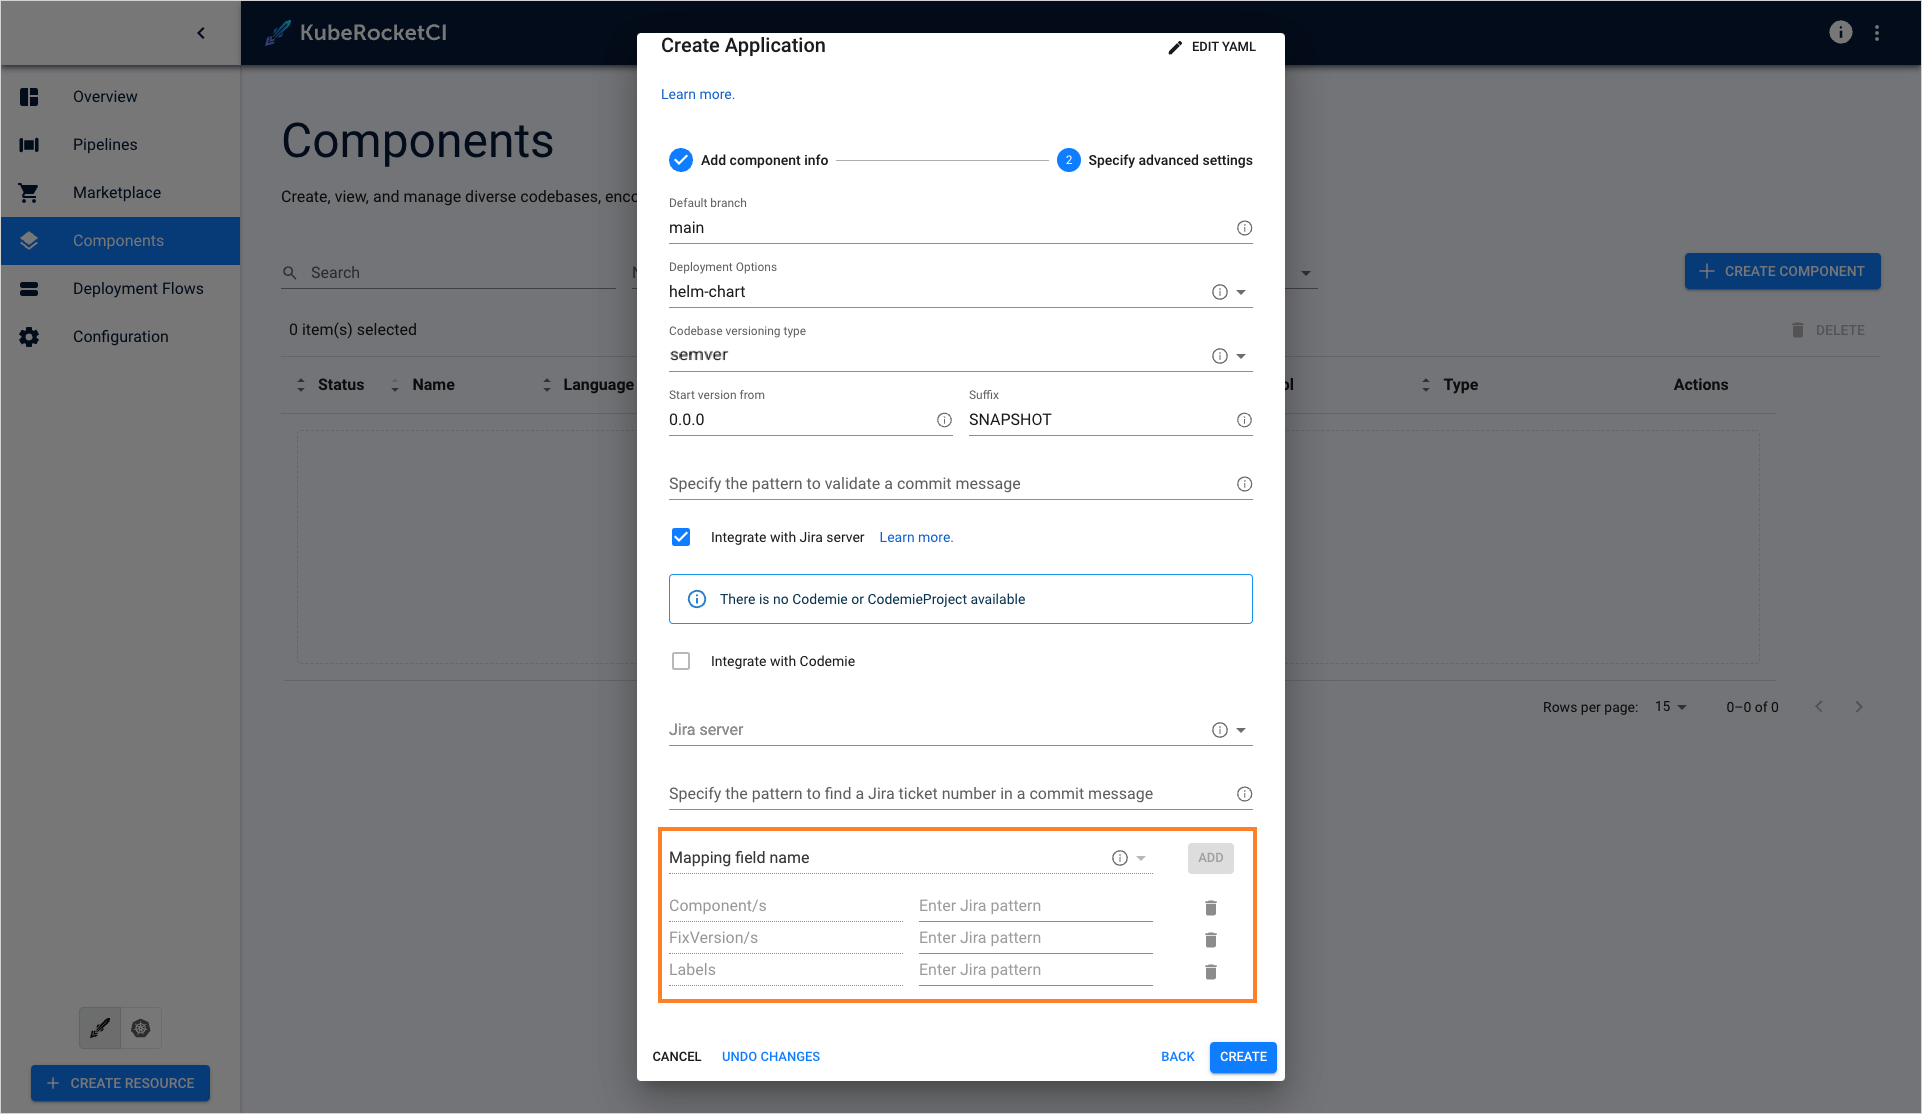 KubeRocketCI
Overview
Pipelines
Marketplace
Components
Deployment Flows
Configuration
CREATE RESOURCE
Components
Create, view, and manage diverse codebases, enco
Search
CREATE COMPONENT
0 item(s) selected
DELETE
Status Name Language ol Type Actions
Rows per page: 15 0–0 of 0
Create Application
EDIT YAML
Learn more.
Add component info
2 Specify advanced settings
Default branch
main
Deployment Options
helm-chart
Codebase versioning type
semver
Start version from
0.0.0
Suffix
SNAPSHOT
Specify the pattern to validate a commit message
Integrate with Jira server Learn more.
There is no Codemie or CodemieProject available
Integrate with Codemie
Jira server
Specify the pattern to find a Jira ticket number in a commit message
Mapping field name
ADD
Component/s Enter Jira pattern
FixVersion/s Enter Jira pattern
Labels Enter Jira pattern
CANCEL UNDO CHANGES BACK CREATE